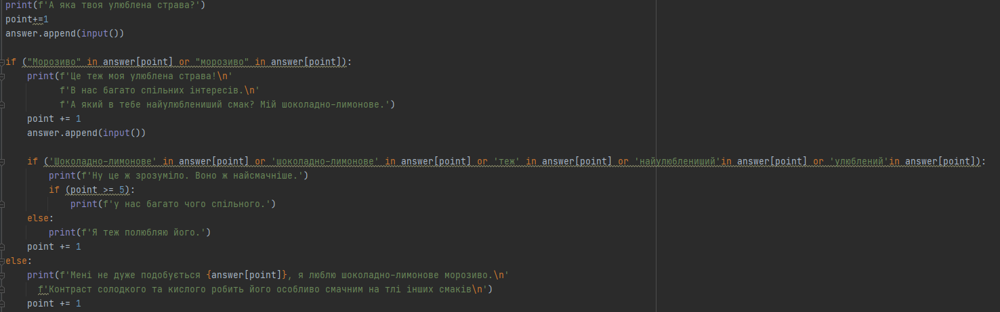 print(f'А яка твоя улюблена страва?')
point+=1
answer.append(input())

if ("Морозиво" in answer[point] or "морозиво" in answer[point]):
    print(f'Це теж моя улюблена страва!\n'
          f'В нас багато спільних інтересів.\n'
          f'А який в тебе найулюблениший смак? Мій шоколадно-лимонове.')
    point += 1
    answer.append(input())

    if ('Шоколадно-лимонове' in answer[point] or 'шоколадно-лимонове' in answer[point] or 'теж' in answer[point] or 'найулюблениший'in answer[point] or 'улюблений'in answer[point]):
        print(f'Ну це ж зрозуміло. Воно ж найсмачніше.')
        if (point >= 5):
            print(f'у нас багато чого спільного.')
    else:
        print(f'Я теж полюбляю його.')
    point += 1
else:
    print(f'Мені не дуже подобується {answer[point]}, я люблю шоколадно-лимонове морозиво.\n'
      f'Контраст солодкого та кислого робить його особливо смачним на тлі інших смаків\n')
    point += 1